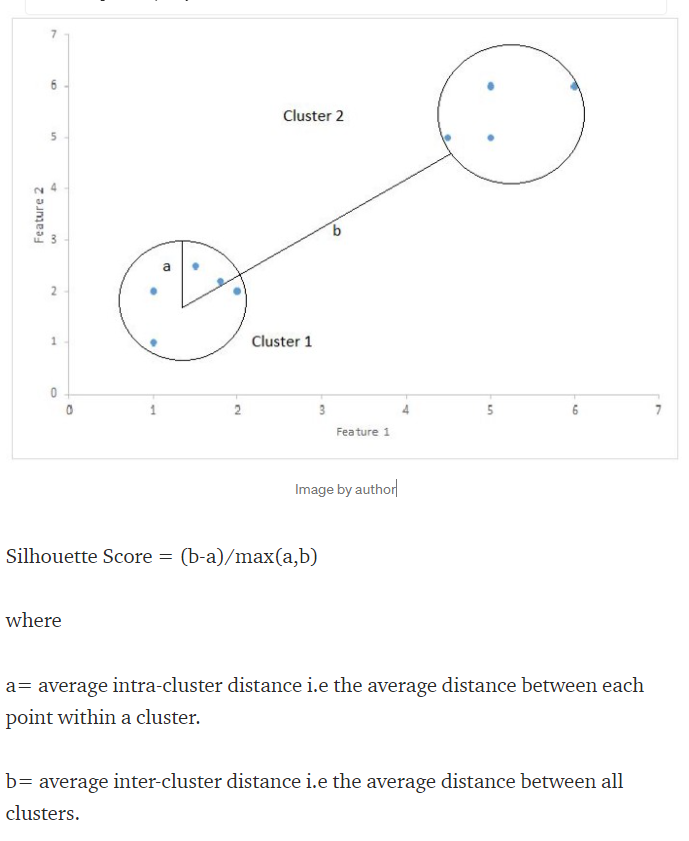 7
6
Cluster 2
5
4
Feature 2
3
b
a
2
1
Cluster 1
0
0 1 2 3 4 5 6 7
Feature 1
Image by author
Silhouette Score = (b-a)/max(a,b)
where
a= average intra-cluster distance i.e the average distance between each
point within a cluster.
b= average inter-cluster distance i.e the average distance between all
clusters.